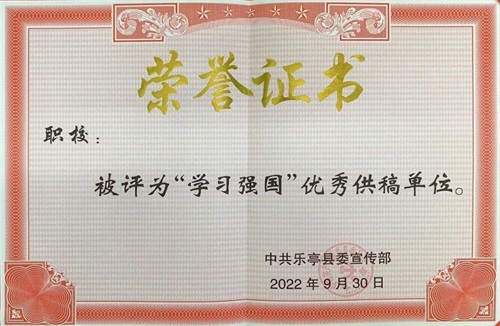 荣誉证书
职校：
被评为“学习强国”优秀供稿单位。
中共乐亭县委宣传部
2022年9月30日